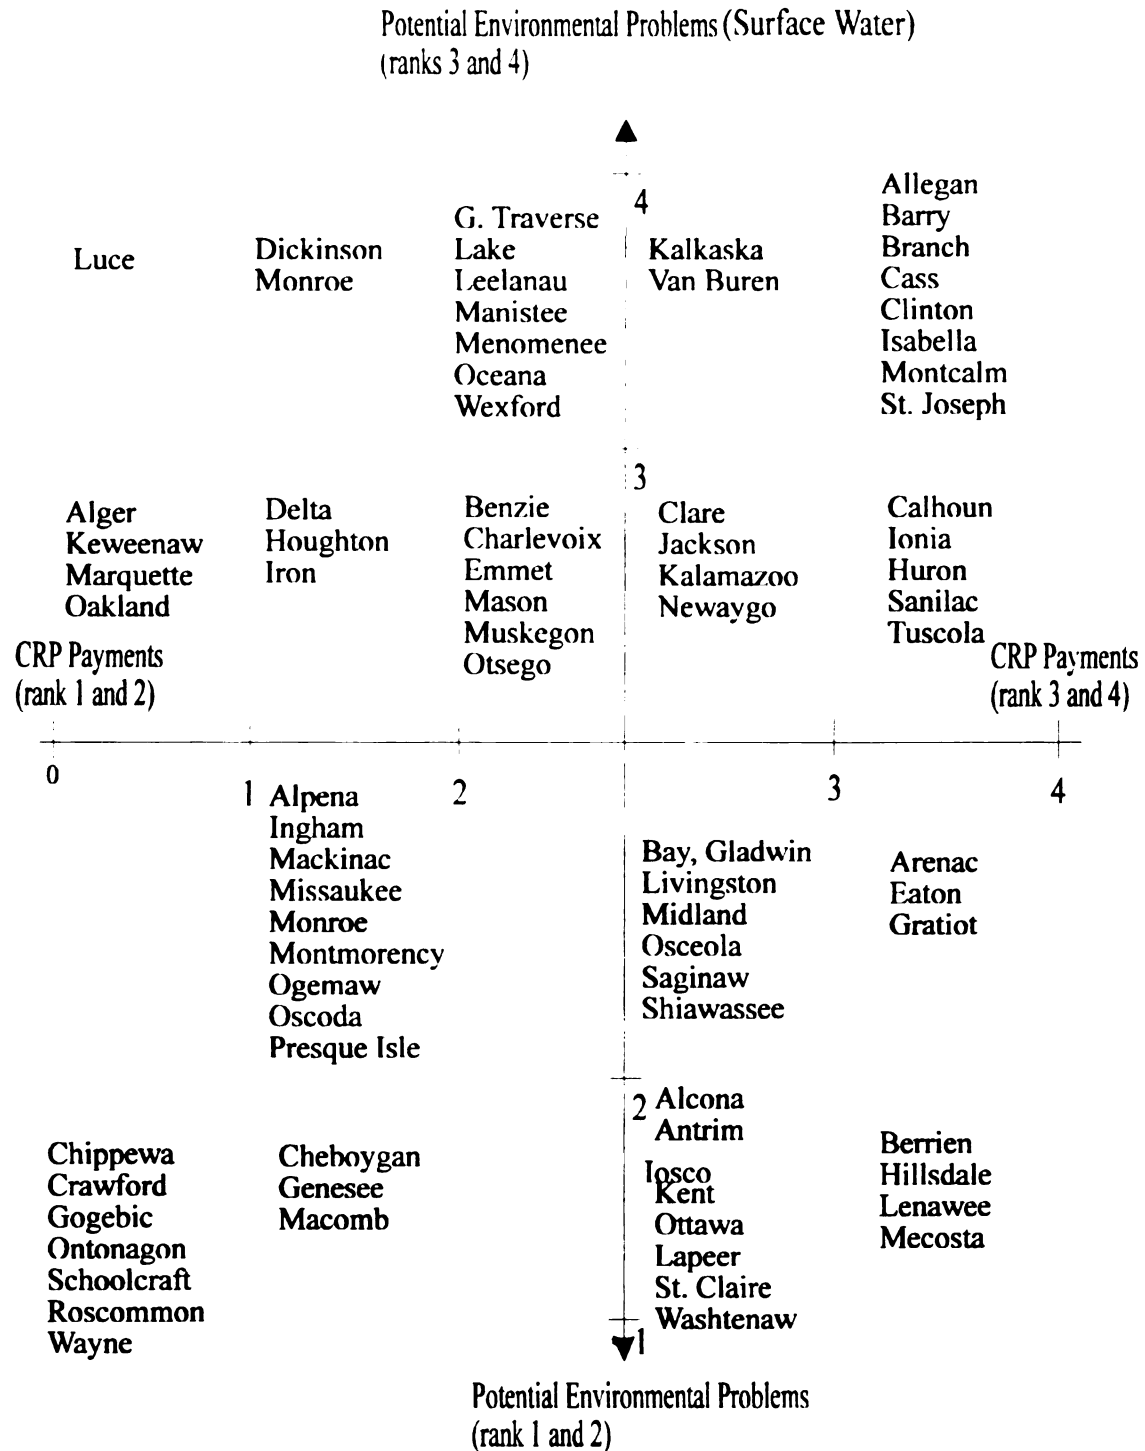 Potential Environmental Problems (Surface Water)
(ranks 3 and 4)
4
Luce
Dickinson
Monroe
G. Traverse
Lake
Leelanau
Manistee
Menomenee
Oceana
Wexford
Kalkaska
Van Buren
Allegan
Barry
Branch
Cass
Clinton
Isabella
Montcalm
St. Joseph
3
Alger
Keweenaw
Marquette
Oakland
Delta
Houghton
Iron
Benzie
Charlevoix
Emmet
Mason
Muskegon
Otsego
Clare
Jackson
Kalamazoo
Newaygo
Calhoun
Ionia
Huron
Sanilac
Tuscola
CRP Payments
(rank 1 and 2)
CRP Payments
(rank 3 and 4)
0
1
2
3
4
Alpena
Ingham
Mackinac
Missaukee
Monroe
Montmorency
Ogemaw
Oscoda
Presque Isle
Bay, Gladwin
Livingston
Midland
Osceola
Saginaw
Shiawassee
Arenac
Eaton
Gratiot
2
Chippewa
Crawford
Gogebic
Ontonagon
Schoolcraft
Roscommon
Wayne
Cheboygan
Genesee
Macomb
Alcona
Antrim
Iosco
Kent
Ottawa
Lapeer
St. Claire
Washtenaw
Berrien
Hillsdale
Lenawee
Mecosta
1
Potential Environmental Problems
(rank 1 and 2)